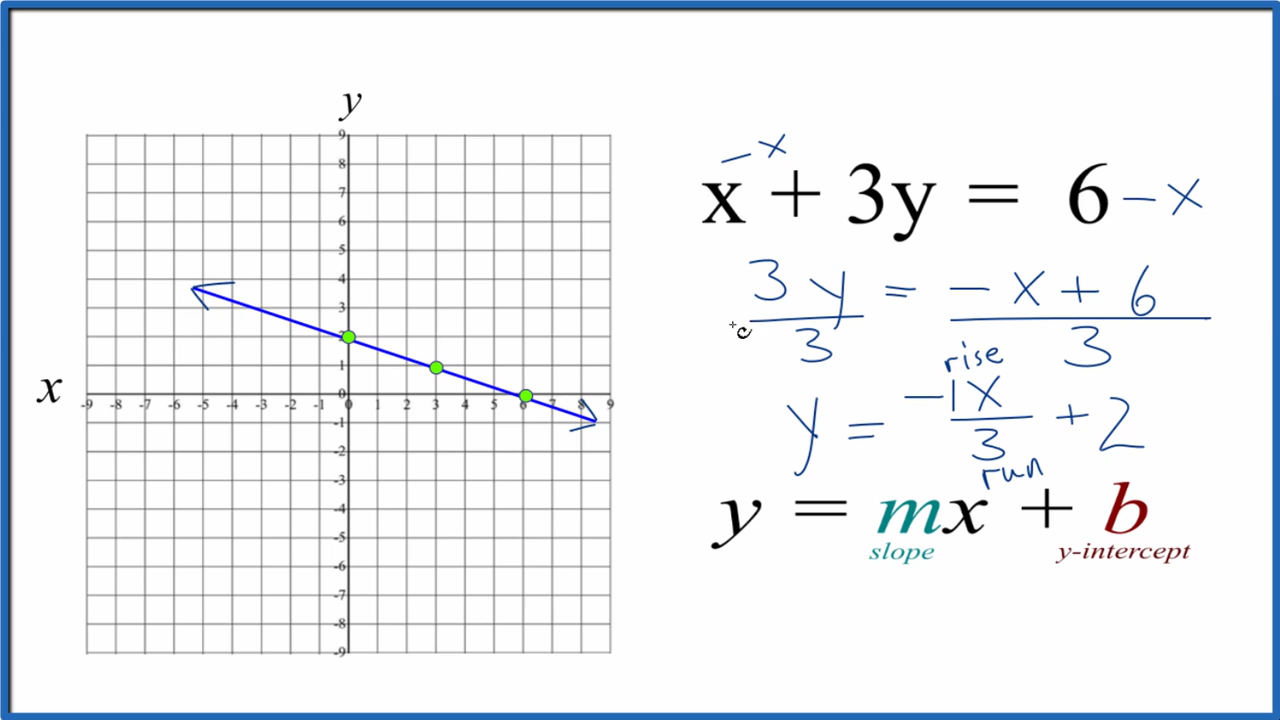 y
9
8
7
6
5
4
3
2
1
0
x
-9 -8 -7 -6 -5 -4 -3 -2 -1 0 1 2 3 4 5 6 7 8 9
-1
-2
-3
-4
-5
-6
-7
-8
-9
-x
x + 3y = 6 -x
3y = -x + 6
3 3
rise
y = -1x + 2
3
run
y = mx + b
slope y-intercept